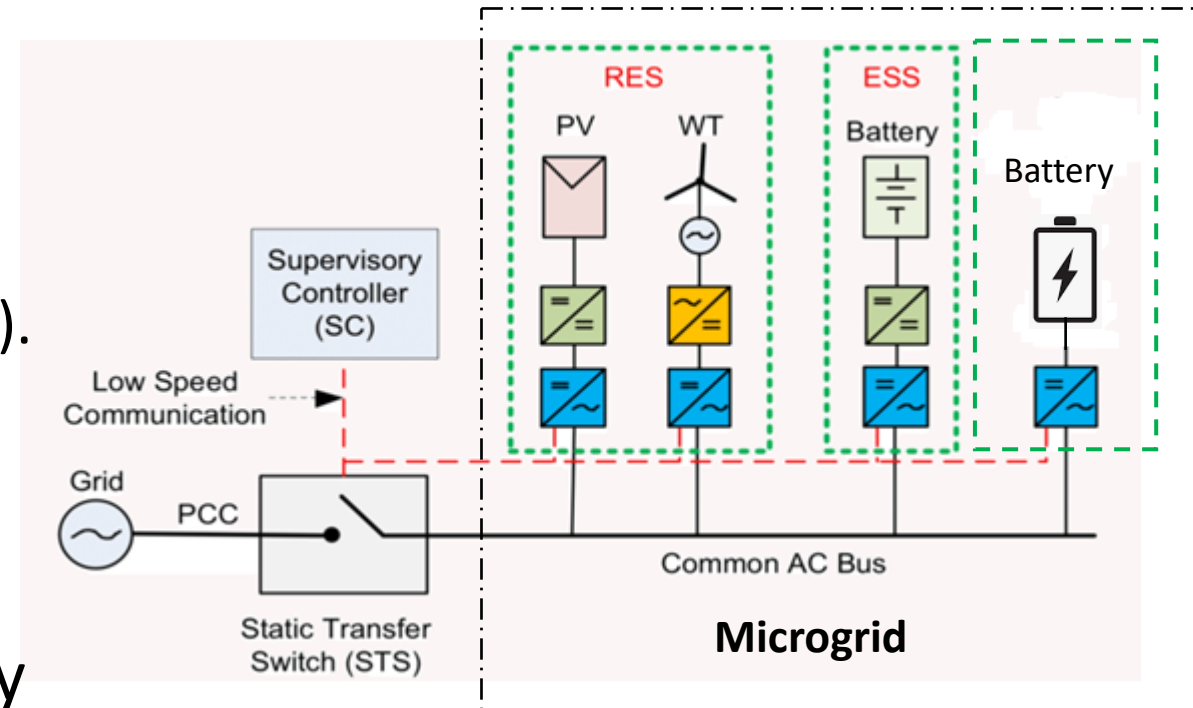 RES
ESS
PV
WT
Battery
Battery
Supervisory
Controller
(SC)
).
Low Speed
Communication
Grid
PCC
Common AC Bus
Static Transfer
Switch (STS)
Microgrid
y